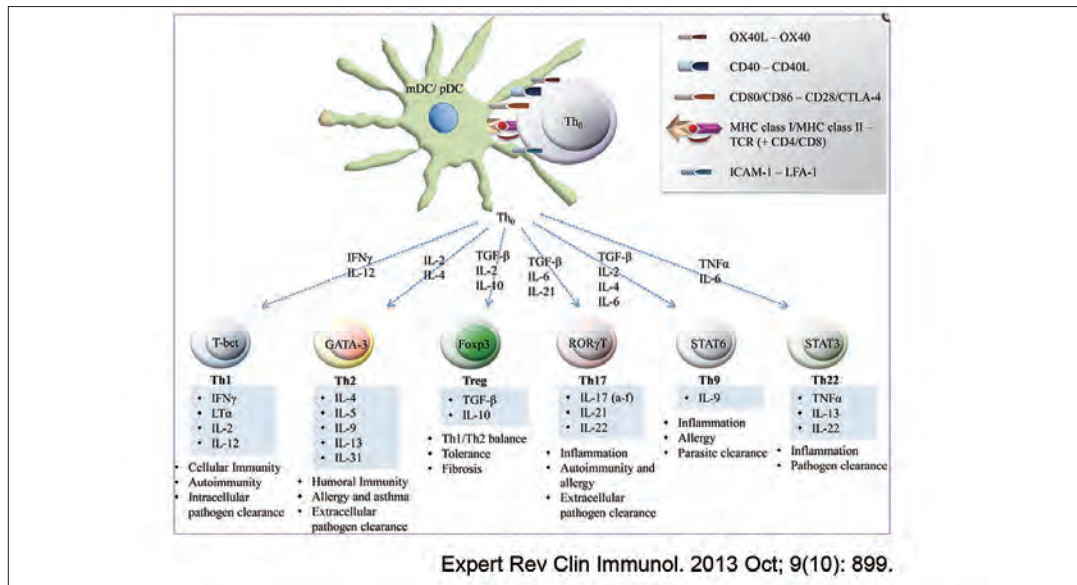 OX40L – OX40
CD40 – CD40L
CD80/CD86 – CD28/CTLA-4
MHC class I/MHC class II –
TCR (+ CD4/CD8)
ICAM-1 – LFA-1
mDC/ pDC
Th0
Th0
IFNγ
IL-12
IL-2
IL-4
TGF-β
IL-2
IL-10
TGF-β
IL-6
IL-21
TGF-β
IL-2
IL-4
IL-6
TNFα
IL-6
T-bet
Th1
• IFNγ
• LTα
• IL-2
• IL-12
• Cellular Immunity
• Autoimmunity
• Intracellular
pathogen clearance
GATA-3
Th2
• IL-4
• IL-5
• IL-9
• IL-13
• IL-31
• Humoral Immunity
• Allergy and asthma
• Extracellular
pathogen clearance
Foxp3
Treg
• TGF-β
• IL-10
• Th1/Th2 balance
• Tolerance
• Fibrosis
RORγT
Th17
• IL-17 (a-f)
• IL-21
• IL-22
• Inflammation
• Autoimmunity and
allergy
• Extracellular
pathogen clearance
STAT6
Th9
• IL-9
• Inflammation
• Allergy
• Parasite clearance
STAT3
Th22
• TNFα
• IL-13
• IL-22
• Inflammation
• Pathogen clearance
Expert Rev Clin Immunol. 2013 Oct; 9(10): 899.